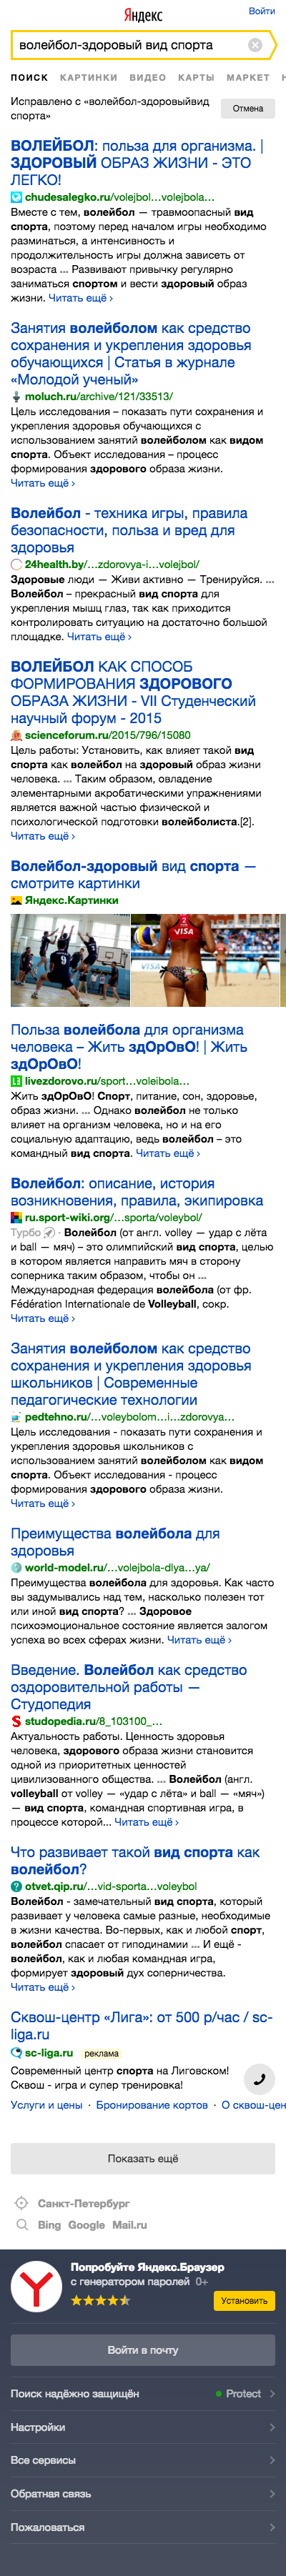 Яндекс
Войти
волейбол-здоровый вид спорта
ПОИСК КАРТИНКИ ВИДЕО КАРТЫ МАРКЕТ
Исправлено с «волейбол-здоровыйвид
спорта»
Отмена
ВОЛЕЙБОЛ: польза для организма. |
ЗДОРОВЫЙ ОБРАЗ ЖИЗНИ - ЭТО
ЛЕГКО!
chudesalegko.ru/volejbol…volejbola…
Вместе с тем, волейбол — травмоопасный вид
спорта, поэтому перед началом игры необходимо
разминаться, а интенсивность и
продолжительность игры должна зависеть от
возраста ... Развивают привычку регулярно
заниматься спортом и вести здоровый образ
жизни. Читать ещё ›
Занятия волейболом как средство
сохранения и укрепления здоровья
обучающихся | Статья в журнале
«Молодой ученый»
moluch.ru/archive/121/33513/
Цель исследования – показать пути сохранения и
укрепления здоровья обучающихся с
использованием занятий волейболом как видом
спорта. Объект исследования – процесс
формирования здорового образа жизни.
Читать ещё ›
Волейбол - техника игры, правила
безопасности, польза и вред для
здоровья
24health.by/…zdorovya-i…volejbol/
Здоровые люди — Живи активно — Тренируйся. ...
Волейбол – прекрасный вид спорта для
укрепления мышц глаз, так как приходится
контролировать ситуацию на достаточно большой
площадке. Читать ещё ›
ВОЛЕЙБОЛ КАК СПОСОБ
ФОРМИРОВАНИЯ ЗДОРОВОГО
ОБРАЗА ЖИЗНИ - VII Студенческий
научный форум - 2015
scienceforum.ru/2015/796/15080
Цель работы: Установить, как влияет такой вид
спорта как волейбол на здоровый образ жизни
человека. ... Таким образом, овладение
элементарными акробатическими упражнениями
является важной частью физической и
психологической подготовки волейболиста.[2].
Читать ещё ›
Волейбол-здоровый вид спорта —
смотрите картинки
Яндекс.Картинки
2
VISA
VISA
Польза волейбола для организма
человека – Жить здОрОвО! | Жить
здОрОвО!
livezdorovo.ru/sport…voleibola…
Жить здОрОвО! Спорт, питание, сон, здоровье,
образ жизни. ... Однако волейбол не только
влияет на организм человека, но и на его
социальную адаптацию, ведь волейбол – это
командный вид спорта. Читать ещё ›
Волейбол: описание, история
возникновения, правила, экипировка
ru.sport-wiki.org/…sporta/voleybol/
Турбо · Волейбол (от англ. volley — удар с лёта
и ball — мяч) – это олимпийский вид спорта, целью
в котором является направить мяч в сторону
соперника таким образом, чтобы он ...
Международная федерация волейбола (от фр.
Fédération Internationale de Volleyball, сокр.
Читать ещё ›
Занятия волейболом как средство
сохранения и укрепления здоровья
школьников | Современные
педагогические технологии
pedtehno.ru/…voleybolom…i…zdorovya…
Цель исследования - показать пути сохранения и
укрепления здоровья школьников с
использованием занятий волейболом как видом
спорта. Объект исследования - процесс
формирования здорового образа жизни.
Читать ещё ›
Преимущества волейбола для
здоровья
world-model.ru/…volejbola-dlya…ya/
Преимущества волейбола для здоровья. Как часто
вы задумывались над тем, насколько полезен тот
или иной вид спорта? ... Здоровое
психоэмоциональное состояние является залогом
успеха во всех сферах жизни. Читать ещё ›
Введение. Волейбол как средство
оздоровительной работы —
Студопедия
studopedia.ru/8_103100_…
Актуальность работы. Ценность здоровья
человека, здорового образа жизни становится
одной из приоритетных ценностей
цивилизованного общества. ... Волейбол (англ.
volleyball от volley — «удар с лёта» и ball — «мяч»)
— вид спорта, командная спортивная игра, в
процессе которой... Читать ещё ›
Что развивает такой вид спорта как
волейбол?
otvet.qip.ru/…vid-sporta…voleybol
Волейбол - замечательный вид спорта, который
развивает у человека самые разные, необходимые
в жизни качества. Во-первых, как и любой спорт,
волейбол спасает от гиподинамии ... И ещё -
волейбол, как и любая командная игра,
формирует здоровый дух соперничества.
Читать ещё ›
Сквош-центр «Лига»: от 500 р/час / sc-
liga.ru
sc-liga.ru реклама
Современный центр спорта на Лиговском!
Сквош - игра и супер тренировка!
Услуги и цены · Бронирование кортов · О сквош-цен
Показать ещё
Санкт-Петербург
Bing Google Mail.ru
Попробуйте Яндекс.Браузер
с генератором паролей 0+
Установить
Войти в почту
Поиск надёжно защищён Protect
Настройки
Все сервисы
Обратная связь
Пожаловаться